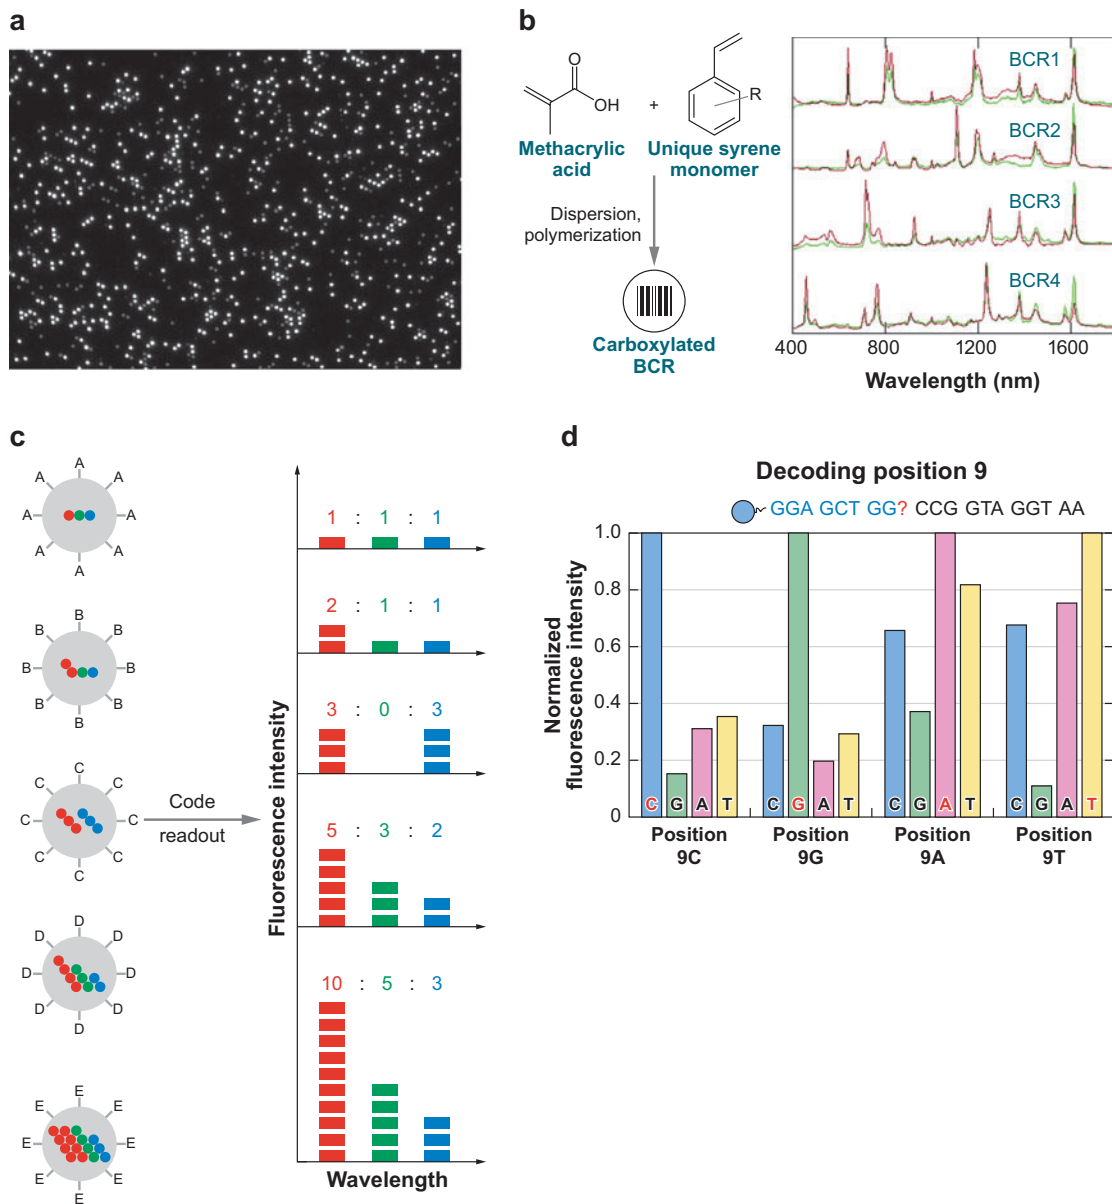 a
b
O
OH
+
R
Methacrylic
acid
Unique syrene
monomer
Dispersion,
polymerization
Carboxylated
BCR
BCR1
BCR2
BCR3
BCR4
400 800 1200 1600
Wavelength (nm)
c
A
A A
A A
A A
A
B
B B
B B
B B
B
C
C C
C C
C C
C
D
D D
D D
D D
D
E
E E
E E
E E
E
Code
readout
Fluorescence intensity
1 : 1 : 1
2 : 1 : 1
3 : 0 : 3
5 : 3 : 2
10 : 5 : 3
Wavelength
d
Decoding position 9
GGA GCT GG? CCG GTA GGT AA
Normalized
fluorescence intensity
1.0
0.8
0.6
0.4
0.2
0
C G A T C G A T C G A T C G A T
Position
9C
Position
9G
Position
9A
Position
9T